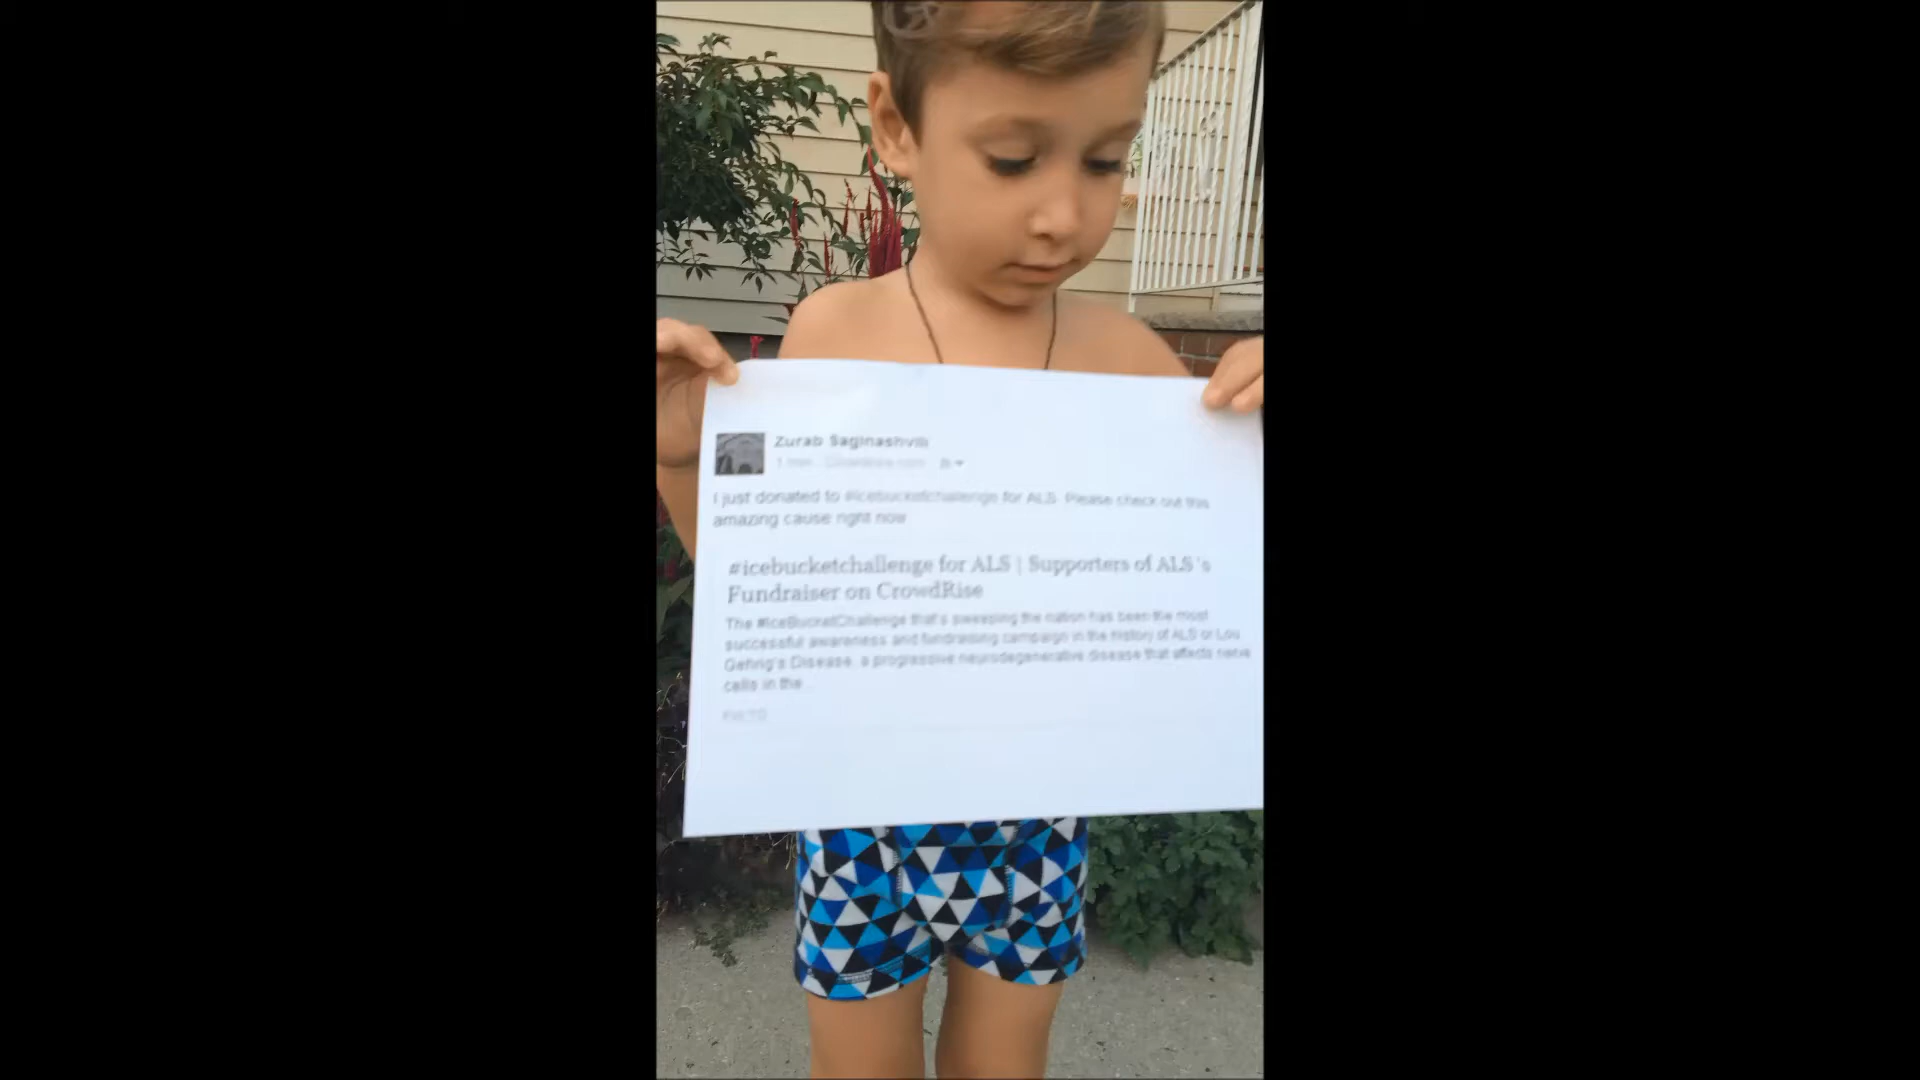 Zurab Saginashvili
I just donated to #icebucketchallenge for ALS. Please check out this
amazing cause right now
#icebucketchallenge for ALS | Supporters of ALS's
Fundraiser on CrowdRise
The #IceBucketChallenge that's sweeping the nation has been the most
successful awareness and fundraising campaign in the history of ALS or Lou
Gehrig's Disease, a progressive neurodegenerative disease that affects nerve
cells in the